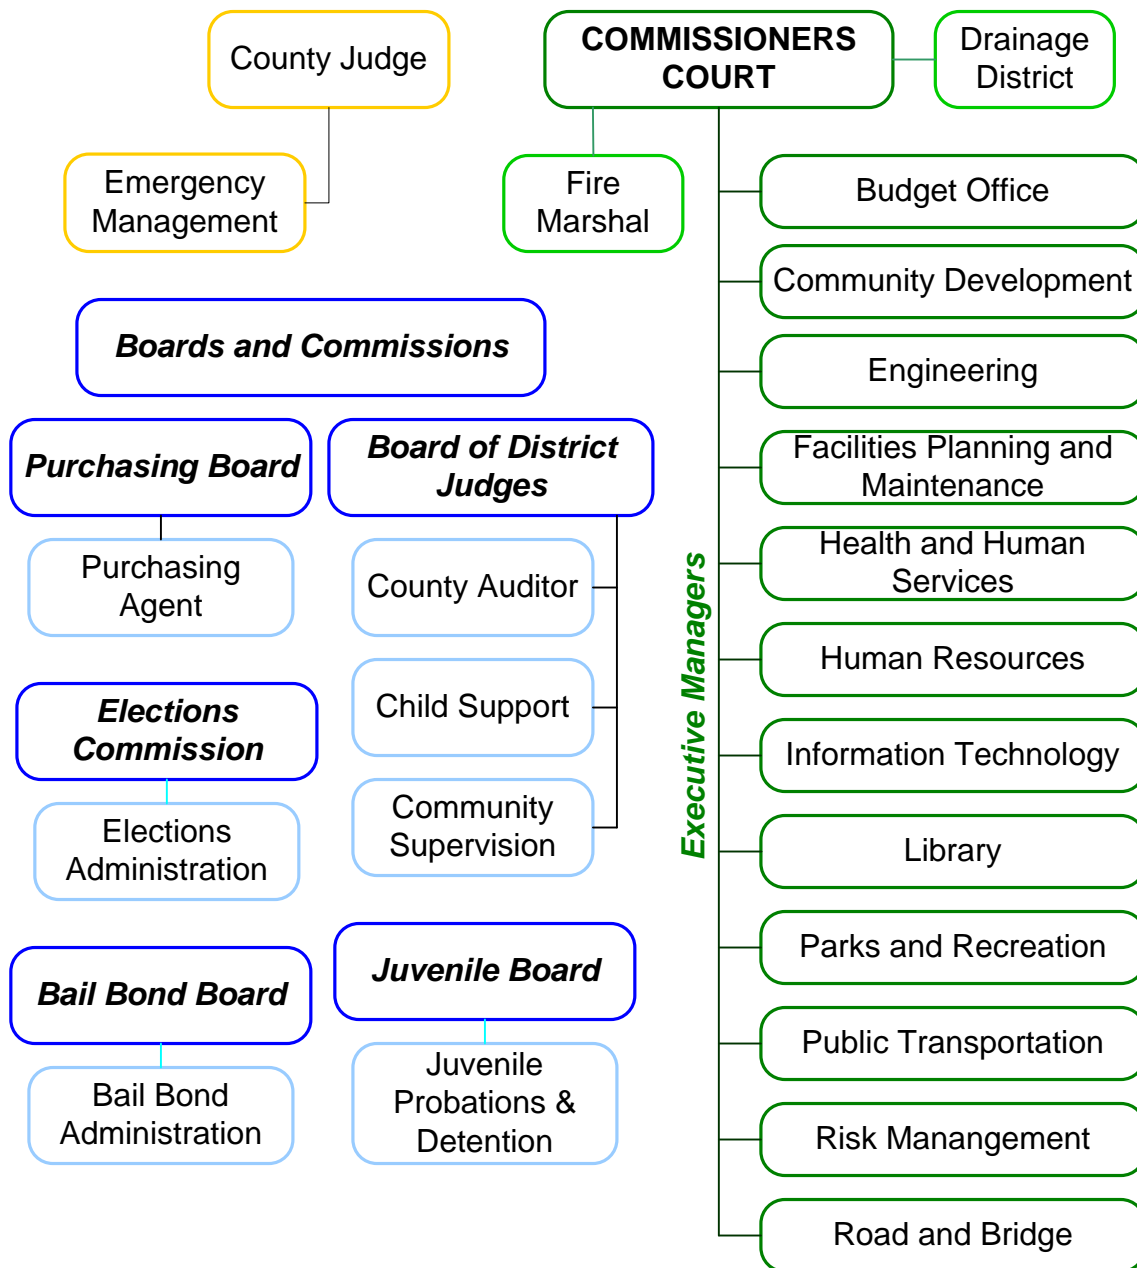 County Judge
COMMISSIONERS
COURT
Drainage
District
Emergency
Management
Fire
Marshal
Budget Office
Community Development
Boards and Commissions
Engineering
Purchasing Board
Board of District
Judges
Facilities Planning and
Maintenance
Purchasing
Agent
County Auditor
Health and Human
Services
Executive Managers
Human Resources
Elections
Commission
Child Support
Information Technology
Elections
Administration
Community
Supervision
Library
Parks and Recreation
Bail Bond Board
Juvenile Board
Public Transportation
Bail Bond
Administration
Juvenile
Probations &
Detention
Risk Manangement
Road and Bridge